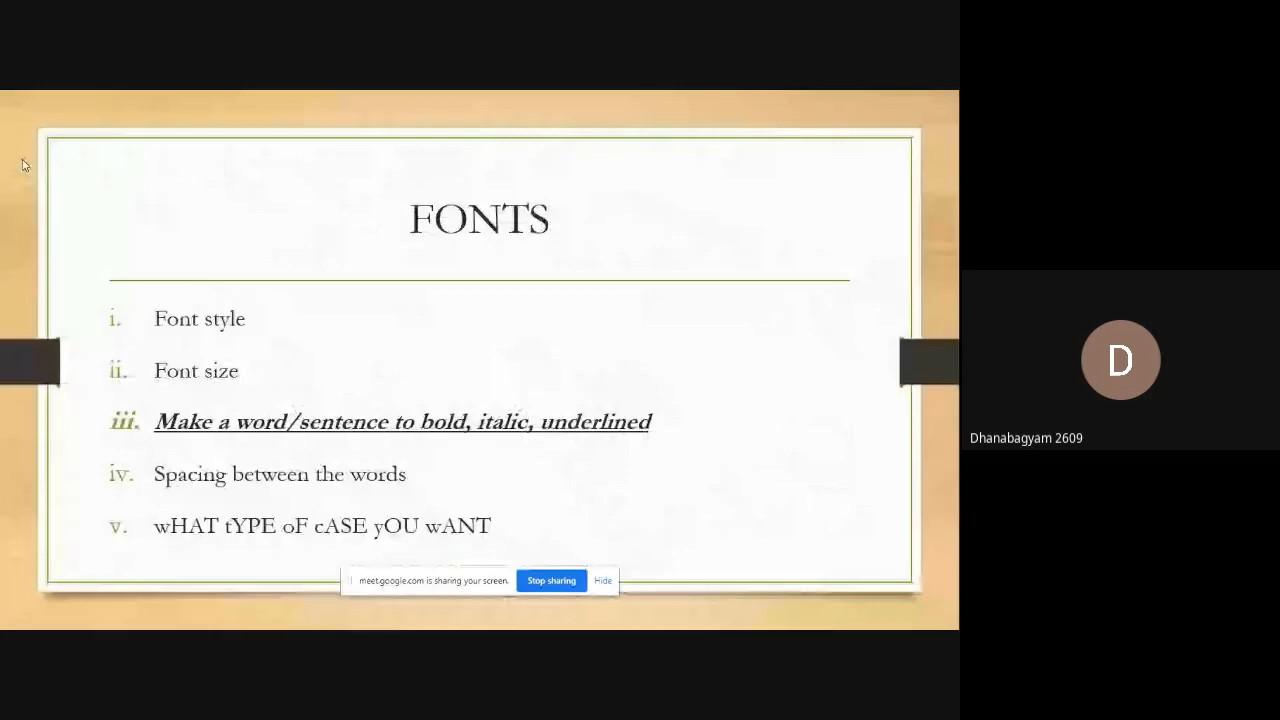 FONTS
i. Font style
ii. Font size
iii. Make a word/sentence to bold, italic, underlined
iv. Spacing between the words
v. wHAT tYPE oF cASE yOU wANT
meet.google.com is sharing your screen. Stop sharing Hide
D
Dhanabagyam 2609